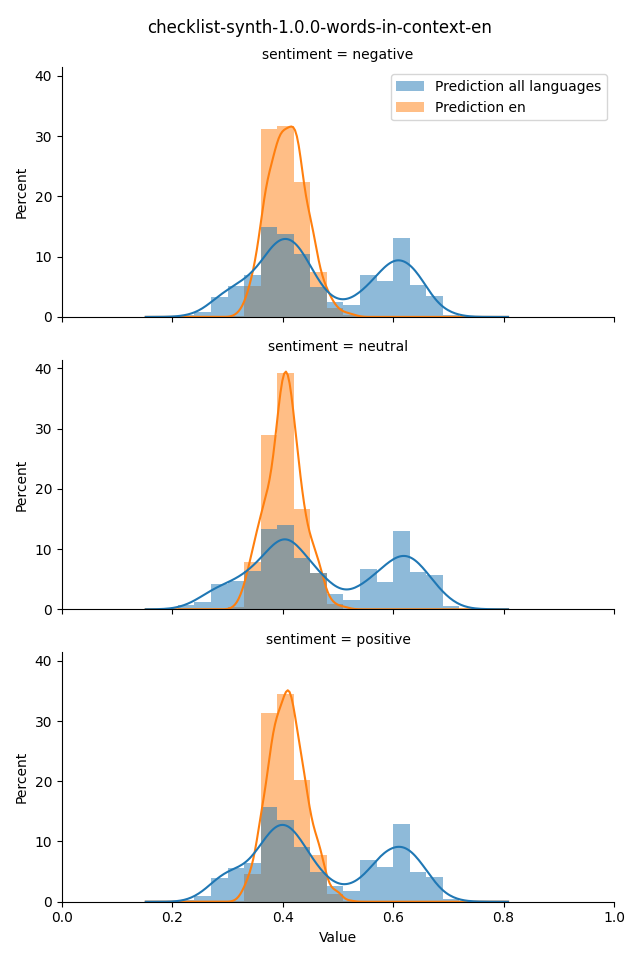 checklist-synth-1.0.0-words-in-context-en
sentiment = negative
40
30
20
10
0
Percent
Prediction all languages
Prediction en
sentiment = neutral
40
30
20
10
0
Percent
sentiment = positive
40
30
20
10
0
Percent
0.0 0.2 0.4 0.6 0.8 1.0
Value